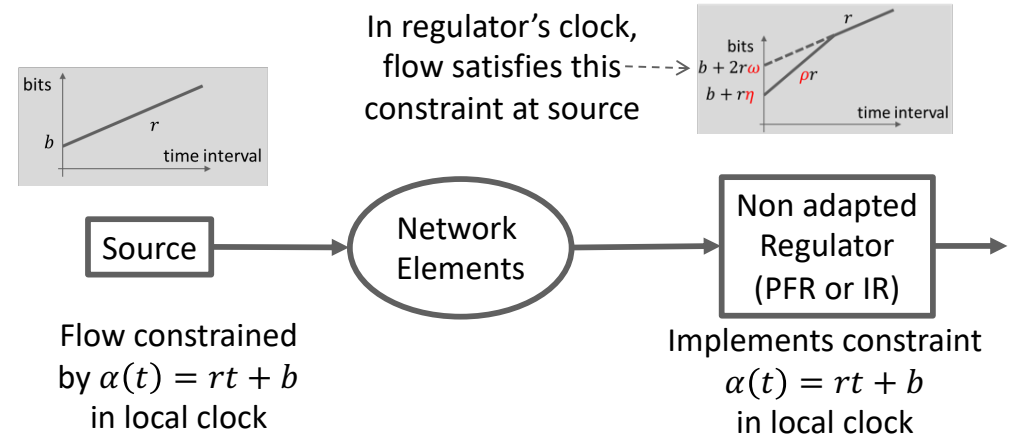 In regulator’s clock,
flow satisfies this
constraint at source
bits
b
r
time interval
bits
b + 2rω
b + rη
ρr
r
time interval
Source
Network
Elements
Non adapted
Regulator
(PFR or IR)
Flow constrained
by α(t) = rt + b
in local clock
Implements constraint
α(t) = rt + b
in local clock